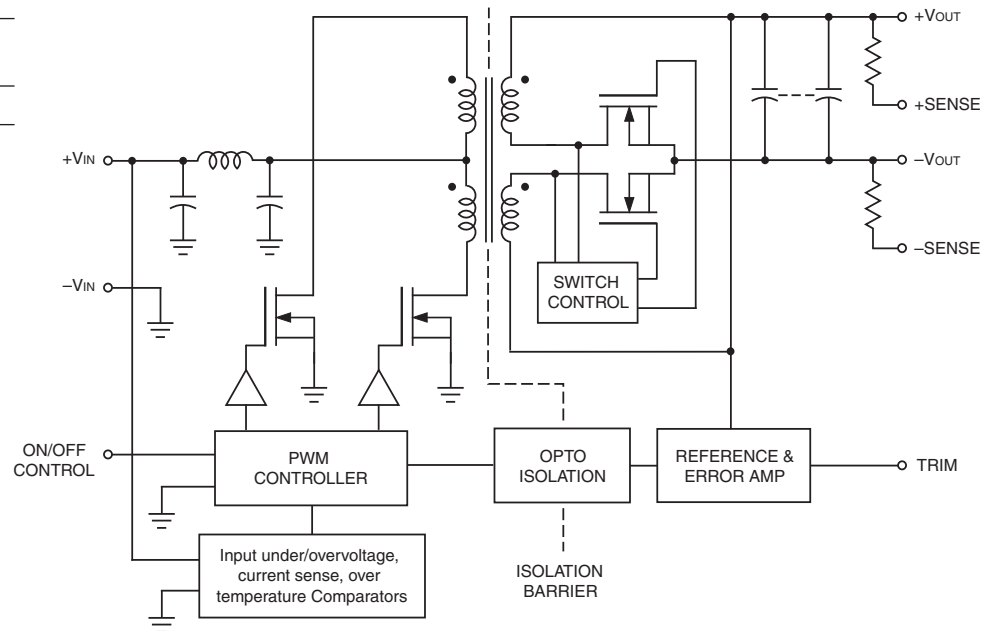 +VOUT
+SENSE
+VIN
–VOUT
–SENSE
–VIN
SWITCH
CONTROL
ON/OFF
CONTROL
PWM
CONTROLLER
OPTO
ISOLATION
REFERENCE &
ERROR AMP
TRIM
Input under/overvoltage,
current sense, over
temperature Comparators
ISOLATION
BARRIER